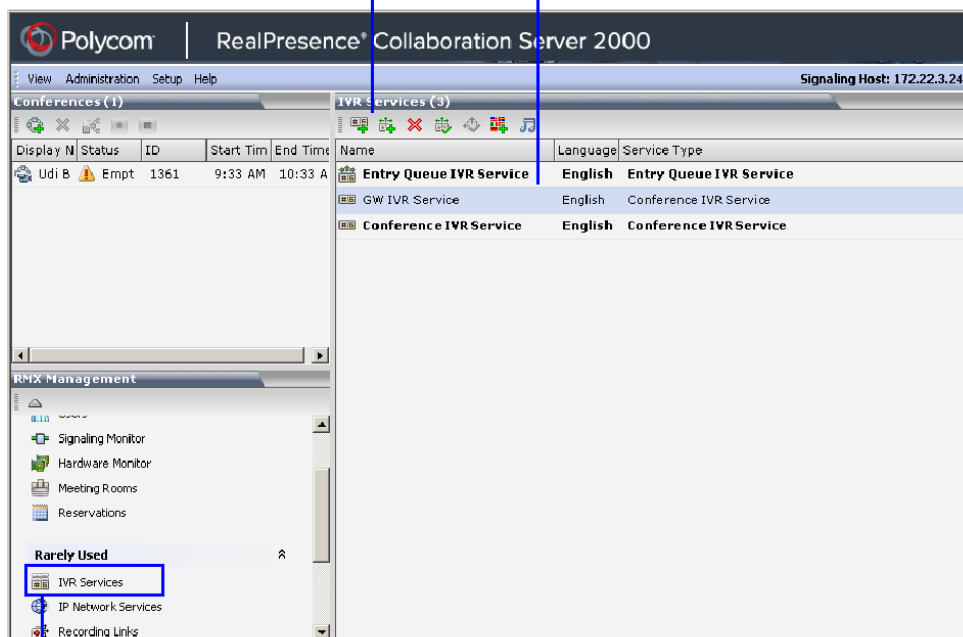 Polycom RealPresence® Collaboration Server 2000
View Administration Setup Help Signaling Host: 172.22.3.24
Conferences (1)
Display N Status ID Start Tim End Time
Udi B Empt 1361 9:33 AM 10:33 A
IVR Services (3)
Name Language Service Type
Entry Queue IVR Service English Entry Queue IVR Service
GW IVR Service English Conference IVR Service
Conference IVR Service English Conference IVR Service
RMX Management
Signaling Monitor
Hardware Monitor
Meeting Rooms
Reservations
Rarely Used
IVR Services
IP Network Services
Recording Links